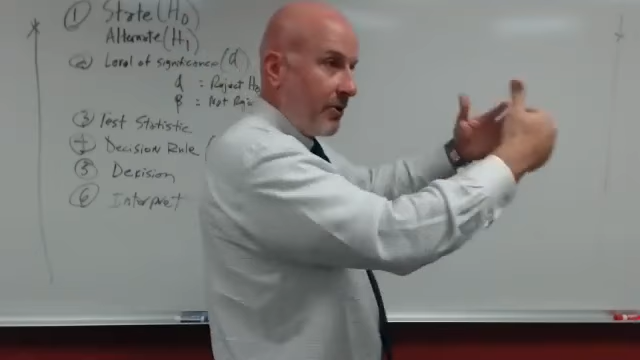 ① State (H0)
Alternate (H1)
② Level of significance (α)
α = Reject H0
β = Not Rejec
③ Test Statistic
④ Decision Rule (
⑤ Decision
⑥ Interpret